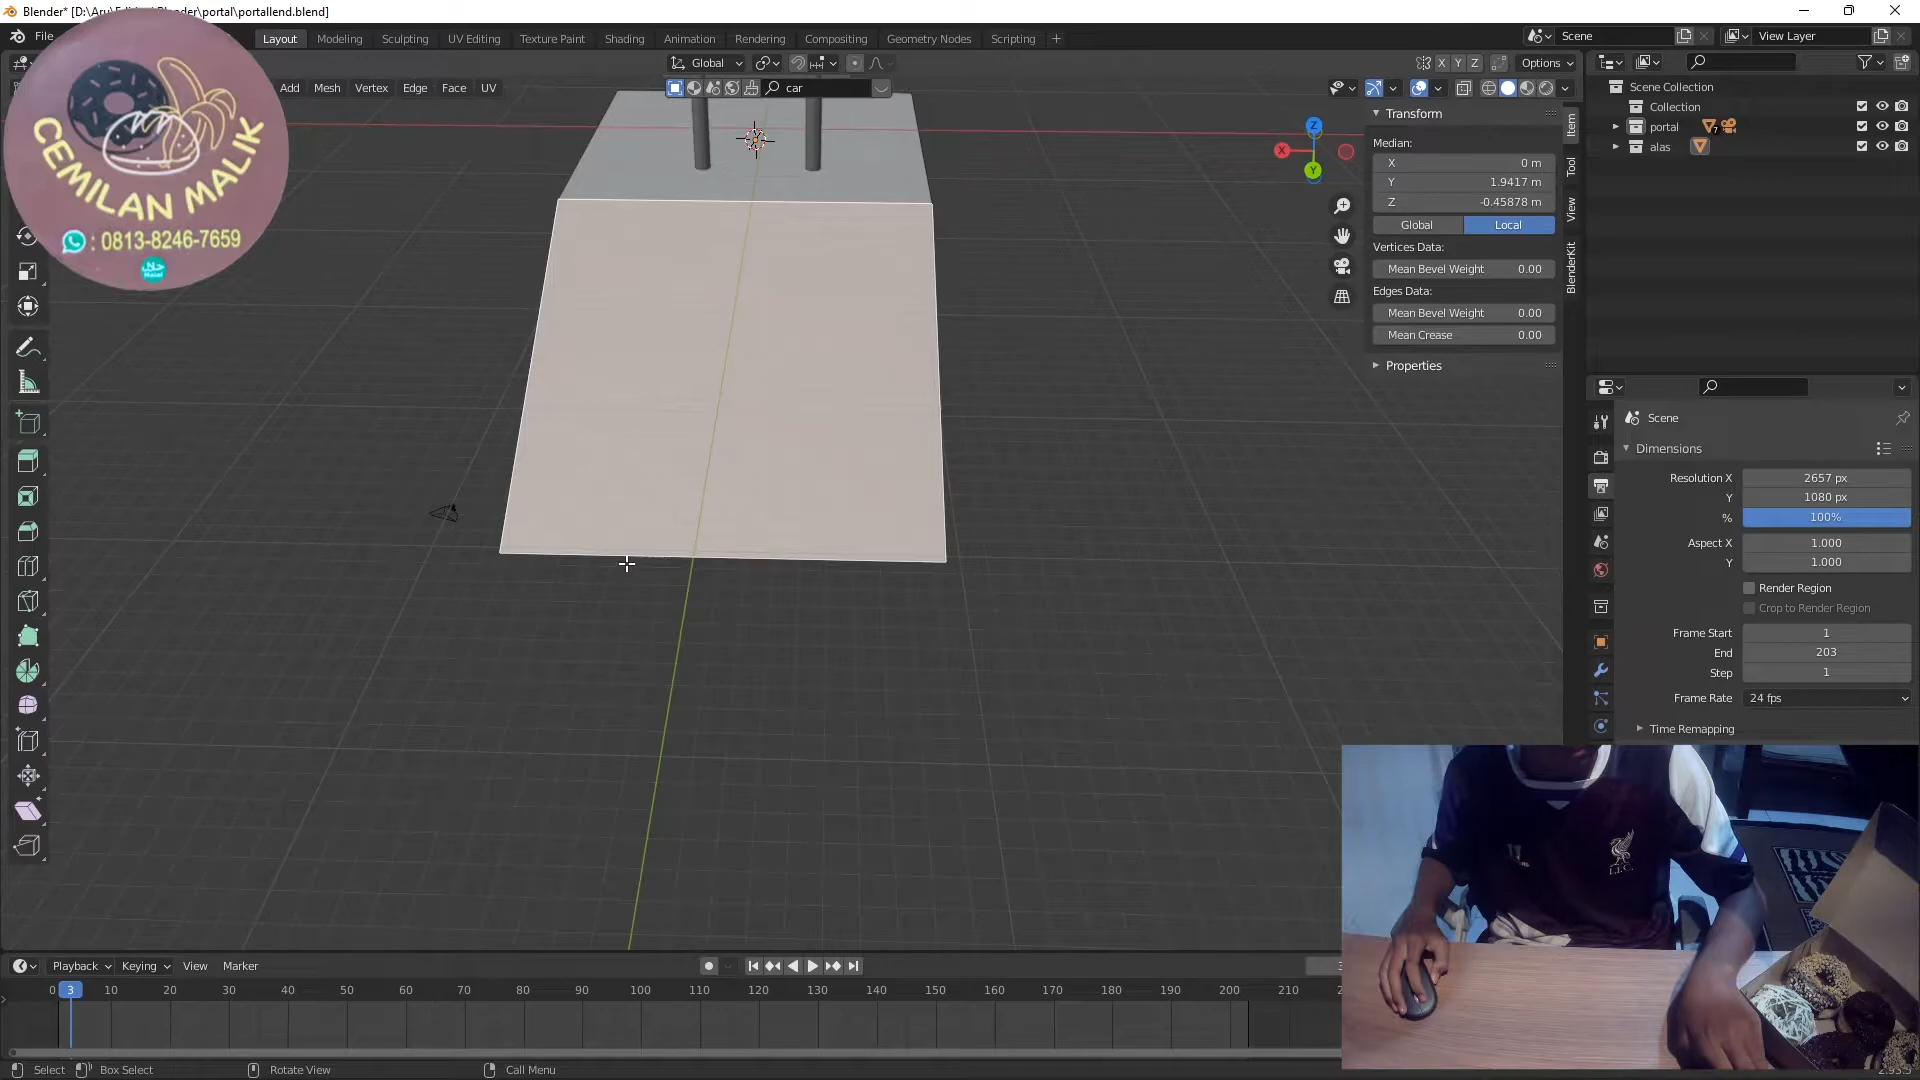 Blender* [D:\Aru\
ender\portal\portallend.blend]
File
Layout
Modeling
Sculpting
UV Editing
Texture Paint
Shading
Animation
Rendering
Compositing
Geometry Nodes
Scripting
Scene
View Layer
Global
X Y Z
Options
Add
Mesh
Vertex
Edge
Face
UV
car
CEMILAN MALIK
: 0813-8246-7659
حلال
Halal
Transform
Median:
X 0 m
Y 1.9417 m
Z -0.45878 m
Global
Local
Vertices Data:
Mean Bevel Weight 0.00
Edges Data:
Mean Bevel Weight 0.00
Mean Crease 0.00
Properties
Item
Tool
View
BlenderKit
Z
X
Y
Scene Collection
Collection
portal 7
alas
Scene
Dimensions
Resolution X 2657 px
Y 1080 px
% 100%
Aspect X 1.000
Y 1.000
Render Region
Crop to Render Region
Frame Start 1
End 203
Step 1
Frame Rate 24 fps
Time Remapping
L.F.C.
Playback
Keying
View
Marker
0 3 10 20 30 40 50 60 70 80 90 100 110 120 130 140 150 160 170 180 190 200 210
Select
Box Select
Rotate View
Call Menu